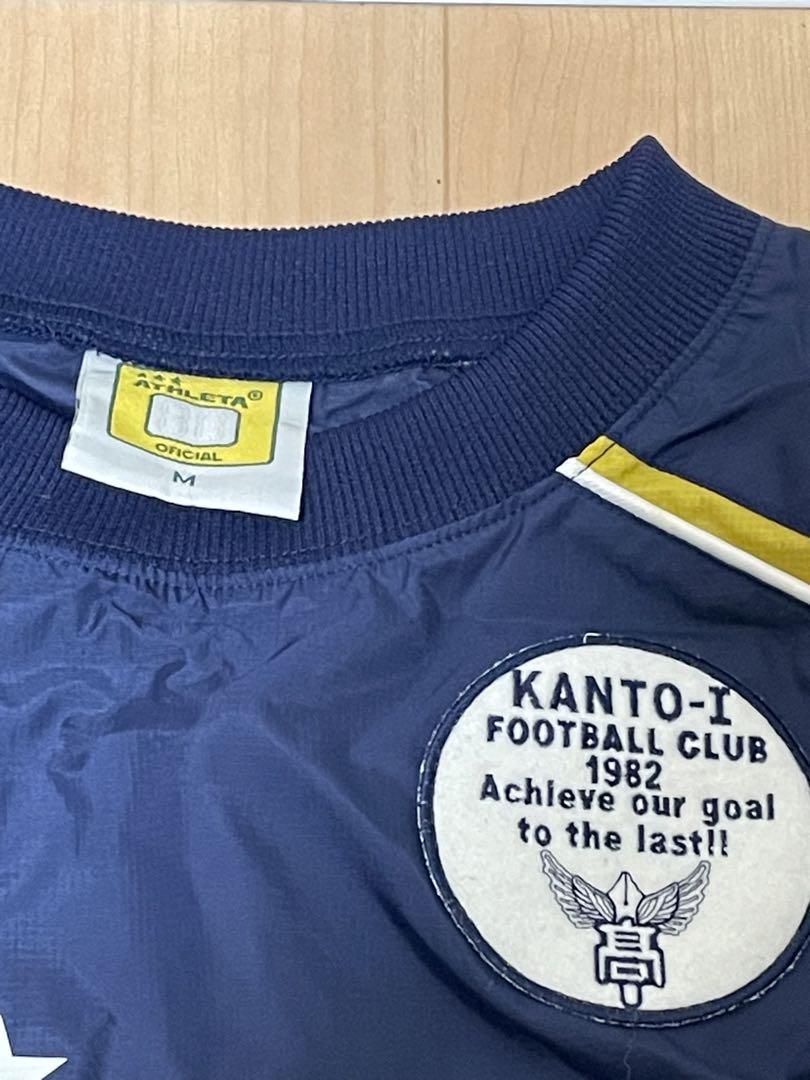 ATHLETA®
OFICIAL
M
KANTO-I
FOOTBALL CLUB
1982
Achieve our goal
to the last!!
高